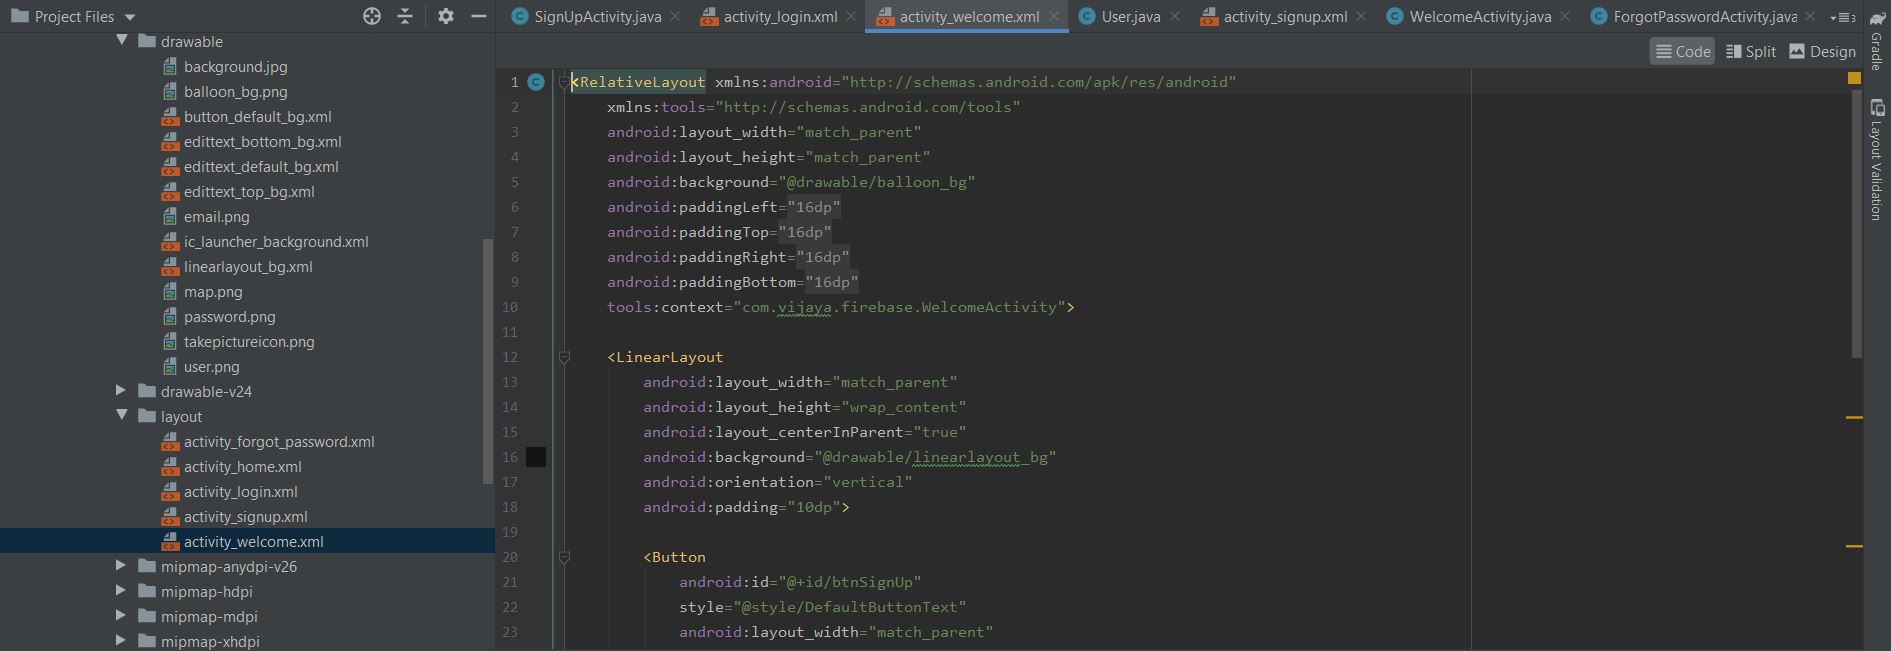 Project Files
drawable
background.jpg
balloon_bg.png
button_default_bg.xml
edittext_bottom_bg.xml
edittext_default_bg.xml
edittext_top_bg.xml
email.png
ic_launcher_background.xml
linearlayout_bg.xml
map.png
password.png
takepictureicon.png
user.png
drawable-v24
layout
activity_forgot_password.xml
activity_home.xml
activity_login.xml
activity_signup.xml
activity_welcome.xml
mipmap-anydpi-v26
mipmap-hdpi
mipmap-mdpi
mipmap-xhdpi
SignUpActivity.java activity_login.xml activity_welcome.xml User.java activity_signup.xml WelcomeActivity.java ForgotPasswordActivity.java 3
Code Split Design
1 <RelativeLayout xmlns:android="http://schemas.android.com/apk/res/android"
2 xmlns:tools="http://schemas.android.com/tools"
3 android:layout_width="match_parent"
4 android:layout_height="match_parent"
5 android:background="@drawable/balloon_bg"
6 android:paddingLeft="16dp"
7 android:paddingTop="16dp"
8 android:paddingRight="16dp"
9 android:paddingBottom="16dp"
10 tools:context="com.vijaya.firebase.WelcomeActivity">
11
12 <LinearLayout
13 android:layout_width="match_parent"
14 android:layout_height="wrap_content"
15 android:layout_centerInParent="true"
16 android:background="@drawable/linearlayout_bg"
17 android:orientation="vertical"
18 android:padding="10dp">
19
20 <Button
21 android:id="@+id/btnSignUp"
22 style="@style/DefaultButtonText"
23 android:layout_width="match_parent"
Gradle
Layout Validation